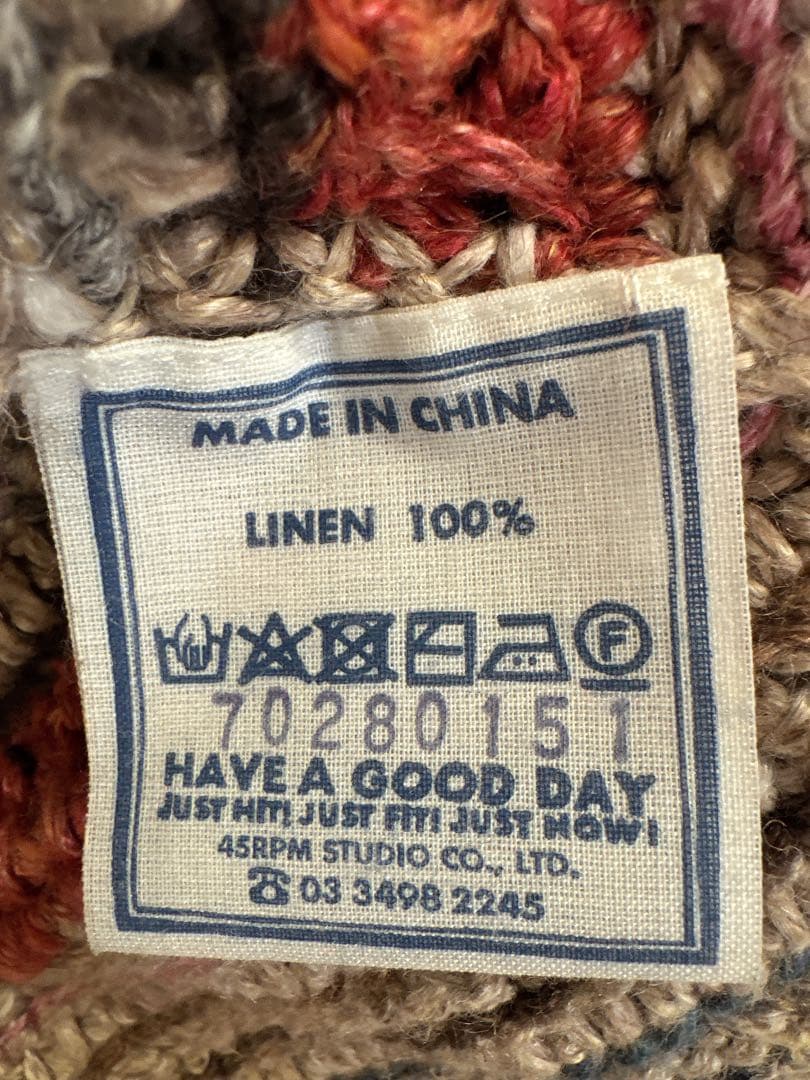 MADE IN CHINA
LINEN 100%
F
70280151
HAVE A GOOD DAY
JUST HIT! JUST FIT! JUST NOW!
45RPM STUDIO CO., LTD.
☎ 03 3498 2245